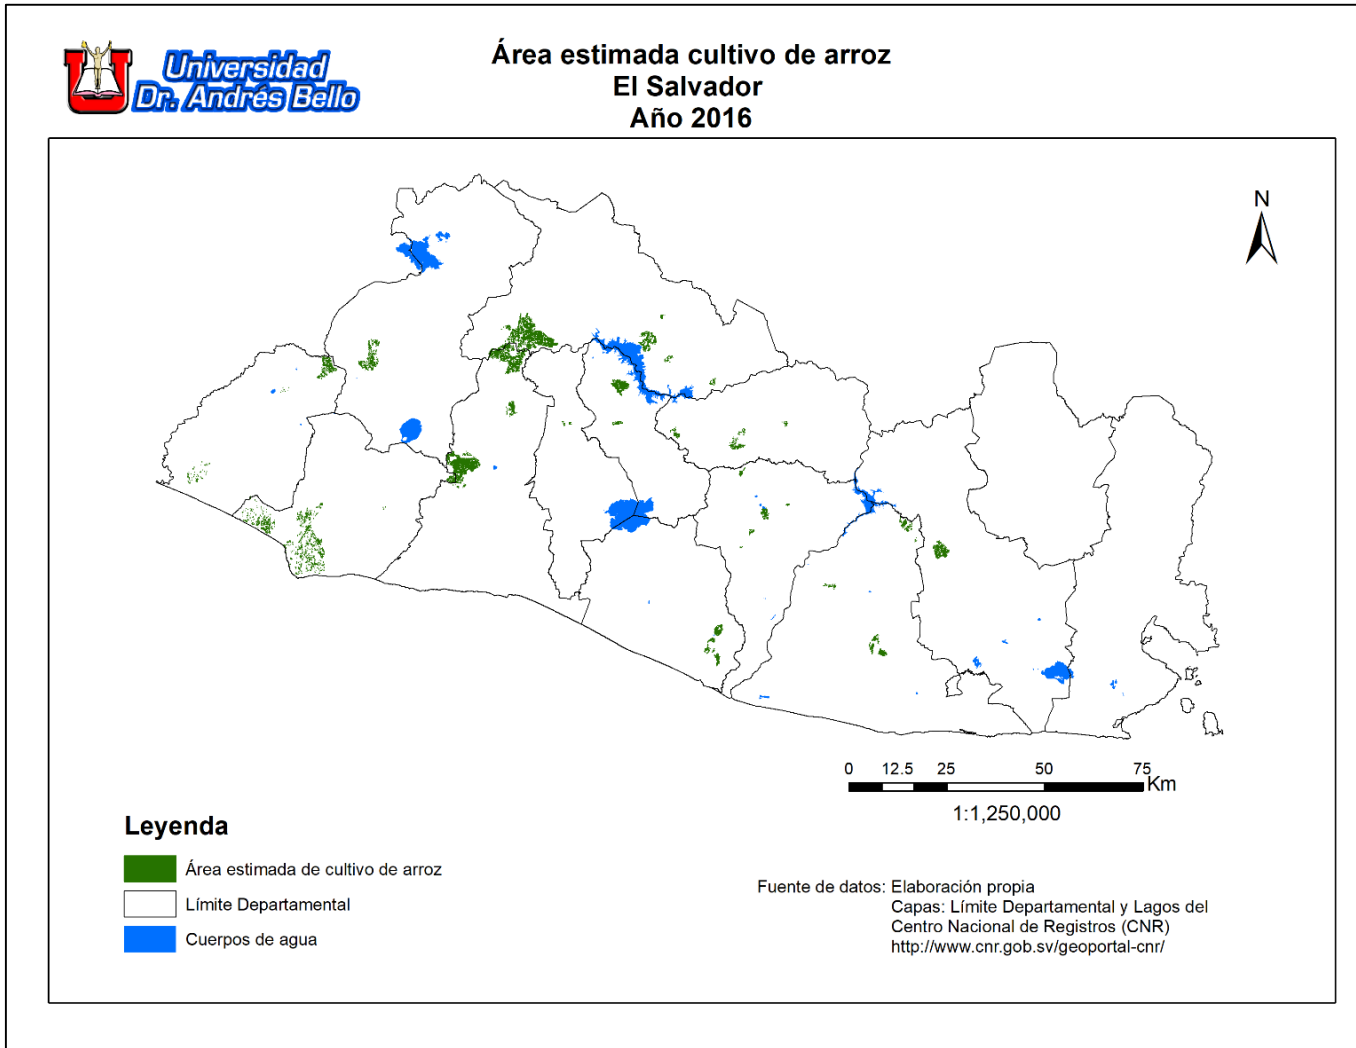 Universidad
Dr. Andrés Bello
Área estimada cultivo de arroz
El Salvador
Año 2016
N
0 12.5 25 50 75
Km
1:1,250,000
Leyenda
Área estimada de cultivo de arroz
Límite Departamental
Cuerpos de agua
Fuente de datos: Elaboración propia
Capas: Límite Departamental y Lagos del
Centro Nacional de Registros (CNR)
http://www.cnr.gob.sv/geoportal-cnr/